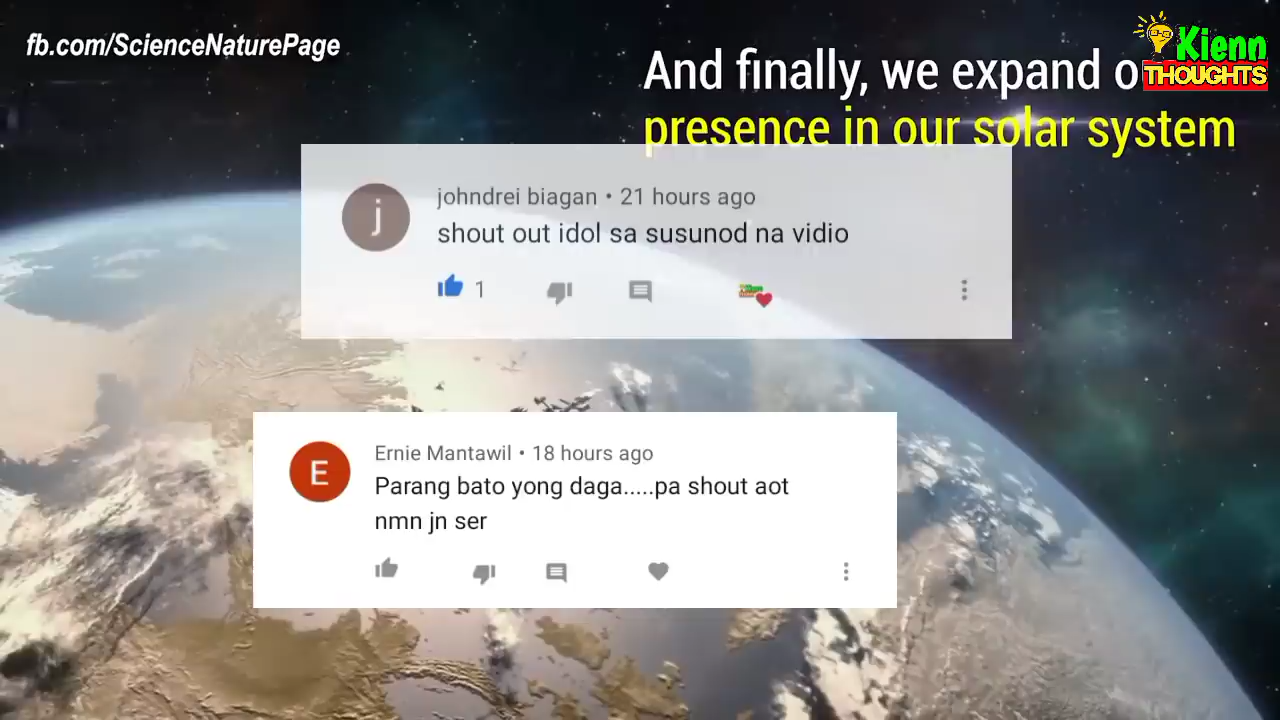 fb.com/ScienceNaturePage
Kienn
THOUGHTS
And finally, we expand
presence in our solar system
j
johndrei biagan • 21 hours ago
shout out idol sa susunod na vidio
1
E
Ernie Mantawil • 18 hours ago
Parang bato yong daga.....pa shout aot
nmn jn ser